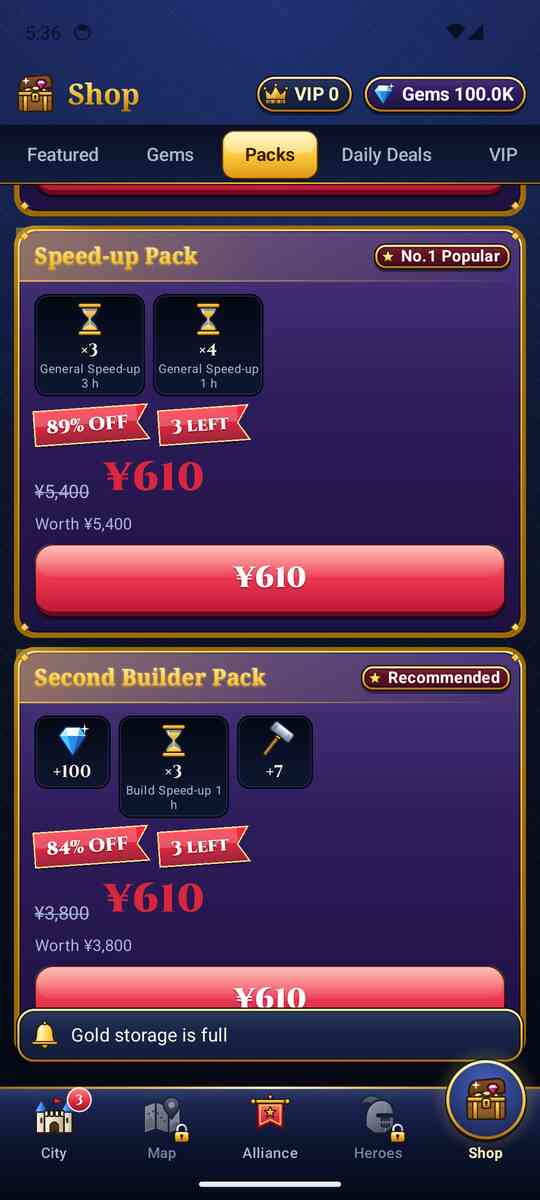 5:36
Shop
VIP 0
Gems 100.0K
Featured
Gems
Packs
Daily Deals
VIP
Speed-up Pack
No.1 Popular
×3
General Speed-up
3 h
×4
General Speed-up
1 h
89% OFF
3 LEFT
¥5,400
¥610
Worth ¥5,400
¥610
Second Builder Pack
Recommended
+100
×3
Build Speed-up 1
h
+7
84% OFF
3 LEFT
¥3,800
¥610
Worth ¥3,800
¥610
Gold storage is full
3
City
Map
Alliance
Heroes
Shop